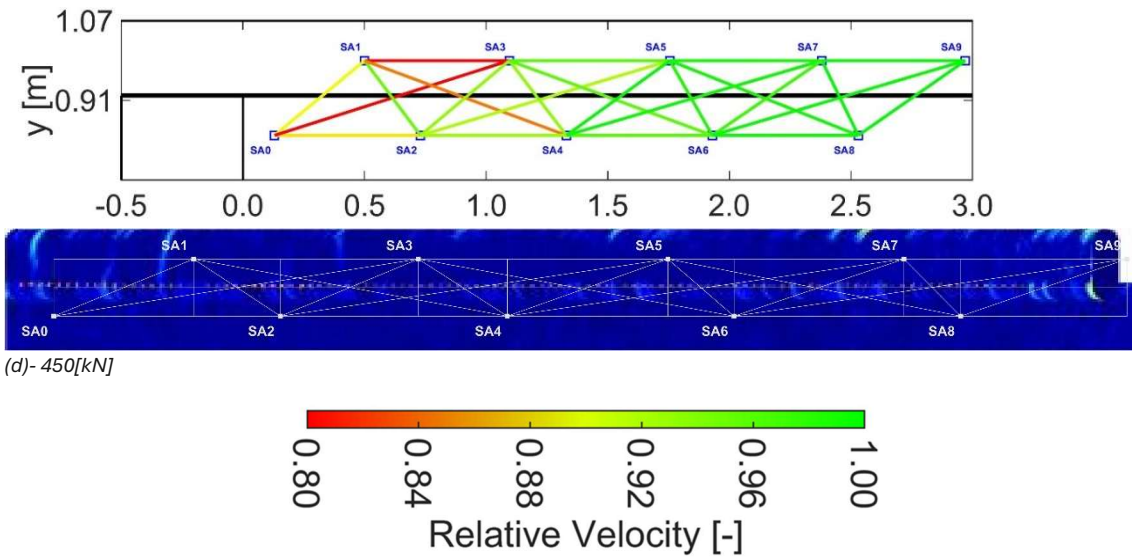 1.07
y [m]
0.91
SA1 SA3 SA5 SA7 SA9
SA0 SA2 SA4 SA6 SA8
-0.5 0.0 0.5 1.0 1.5 2.0 2.5 3.0
SA1 SA3 SA5 SA7 SA9
SA0 SA2 SA4 SA6 SA8
(d)- 450[kN]
0.80 0.84 0.88 0.92 0.96 1.00
Relative Velocity [-]